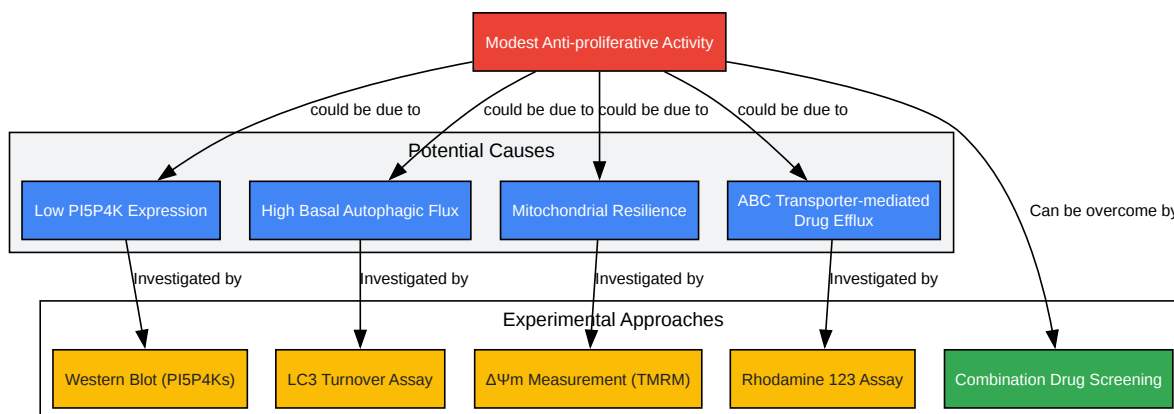 Modest Anti-proliferative Activity
could be due to
could be due to
could be due to
could be due to
Potential Causes
Low PI5P4K Expression
High Basal Autophagic Flux
Mitochondrial Resilience
ABC Transporter-mediated
Drug Efflux
Can be overcome by
Investigated by
Investigated by
Investigated by
Investigated by
Experimental Approaches
Western Blot (PI5P4Ks)
LC3 Turnover Assay
ΔΨm Measurement (TMRM)
Rhodamine 123 Assay
Combination Drug Screening